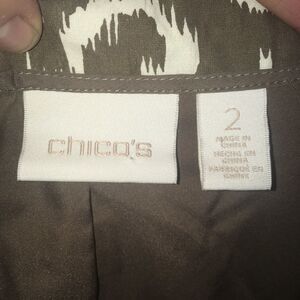 chico's
2
MADE IN
CHINA
HECHO EN
CHINA
FABRIQUÉ EN
CHINE